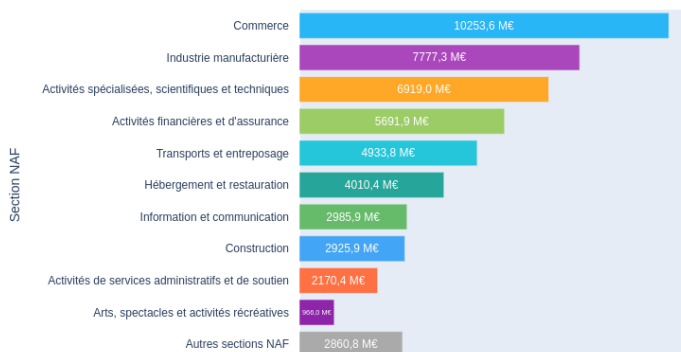 Section NAF
Commerce 10253,6 M€
Industrie manufacturière 7777,3 M€
Activités spécialisées, scientifiques et techniques 6919,0 M€
Activités financières et d'assurance 5691,9 M€
Transports et entreposage 4933,8 M€
Hébergement et restauration 4010,4 M€
Information et communication 2985,9 M€
Construction 2925,9 M€
Activités de services administratifs et de soutien 2170,4 M€
Arts, spectacles et activités récréatives 966,0 M€
Autres sections NAF 2860,8 M€